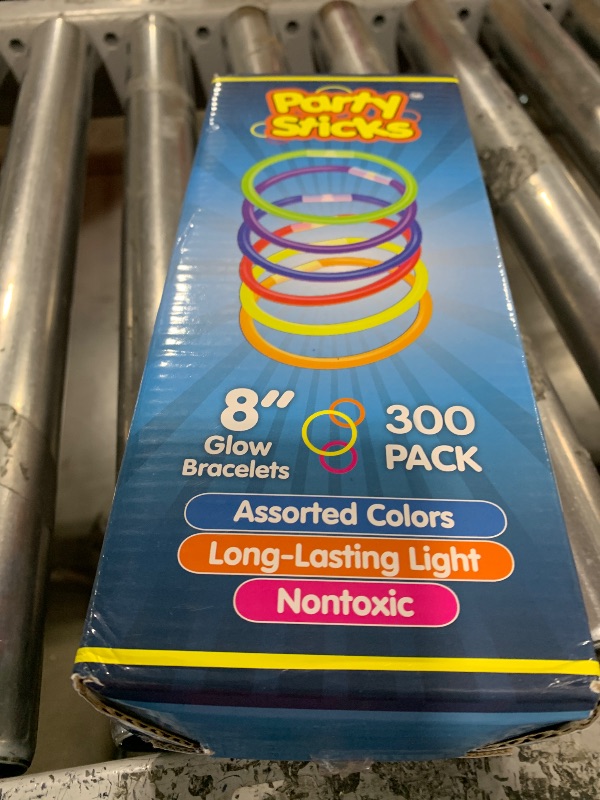 Party
Sticks
8″
Glow
Bracelets
300
PACK
Assorted Colors
Long-Lasting Light
Nontoxic